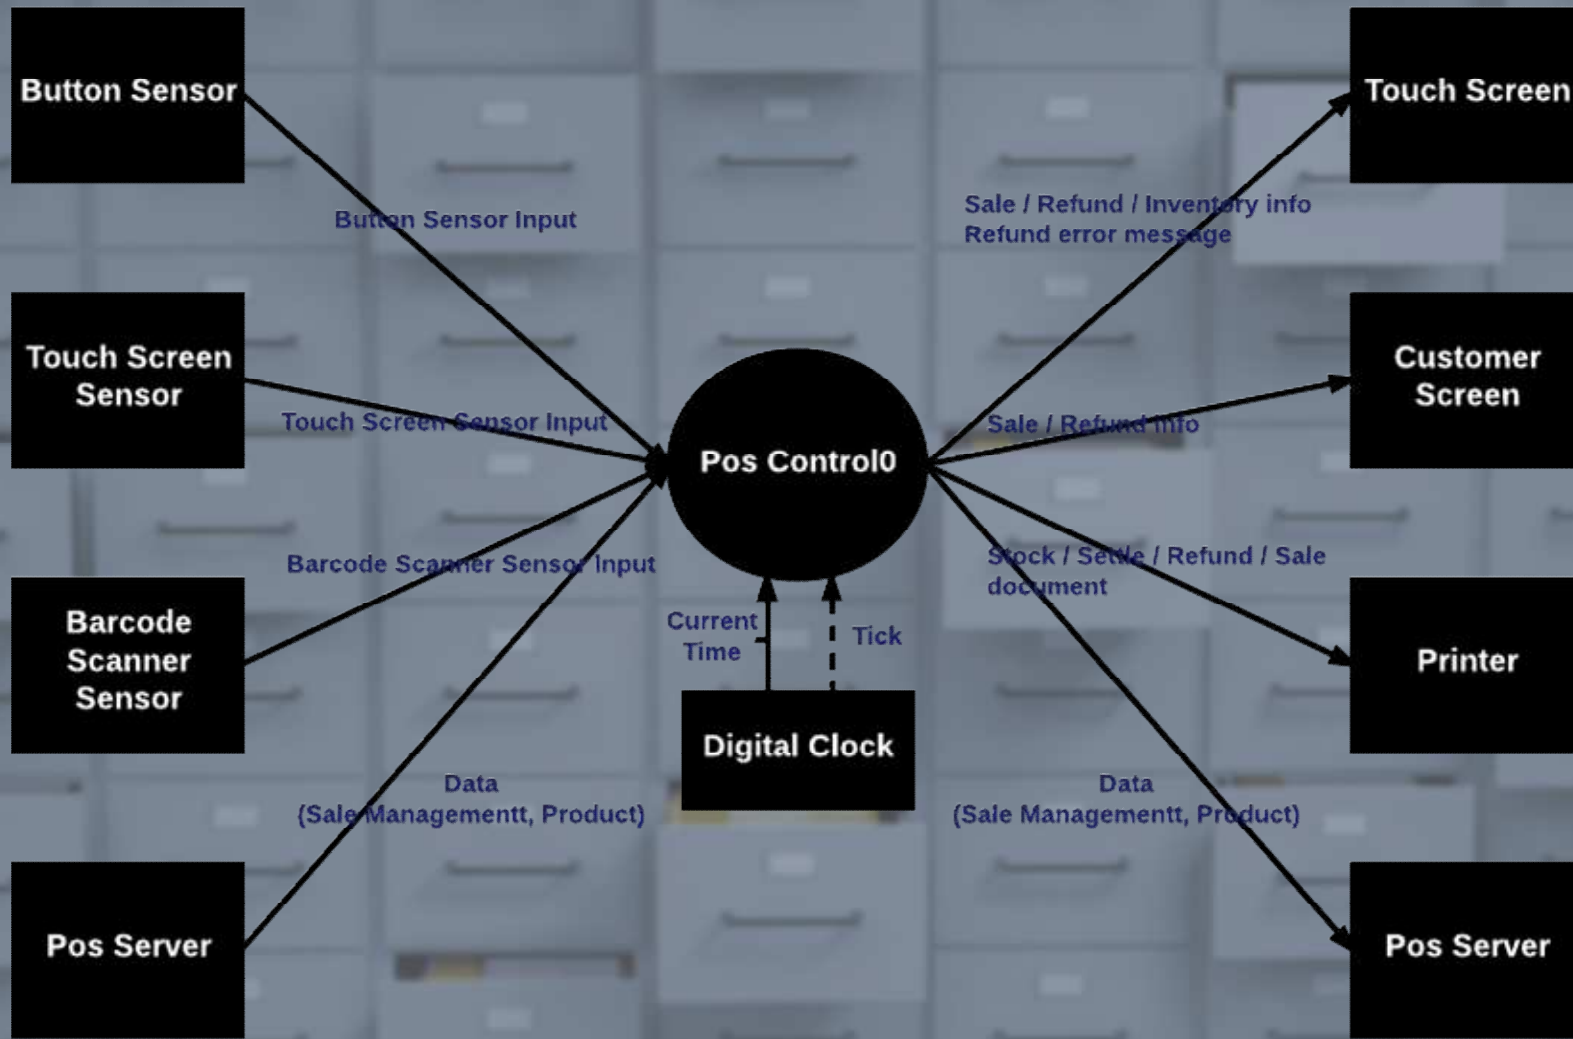 Button Sensor
Touch Screen
Button Sensor Input
Sale / Refund / Inventory info
Refund error message
Touch Screen
Sensor
Customer
Screen
Touch Screen Sensor Input
Sale / Refund info
Pos Control0
Barcode Scanner Sensor Input
Stock / Settle / Refund / Sale
document
Barcode
Scanner
Sensor
Current
Time
Tick
Printer
Digital Clock
Data
(Sale Managementt, Product)
Data
(Sale Managementt, Product)
Pos Server
Pos Server